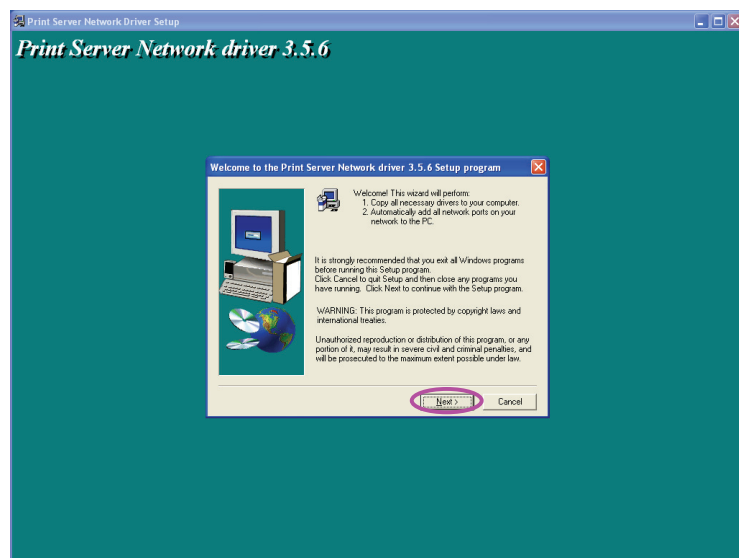 Print Server Network Driver Setup
Print Server Network driver 3.5.6
Welcome to the Print Server Network driver 3.5.6 Setup program
Welcome! This wizard will perform:
1. Copy all necessary drivers to your computer.
2. Automatically add all network ports on your
network to the PC.
It is strongly recommended that you exit all Windows programs
before running this Setup program.
Click Cancel to quit Setup and then close any programs you
have running. Click Next to continue with the Setup program.
WARNING: This program is protected by copyright laws and
international treaties.
Unauthorized reproduction or distribution of this program, or any
portion of it, may result in severe civil and criminal penalties, and
will be prosecuted to the maximum extent possible under law.
Next >
Cancel